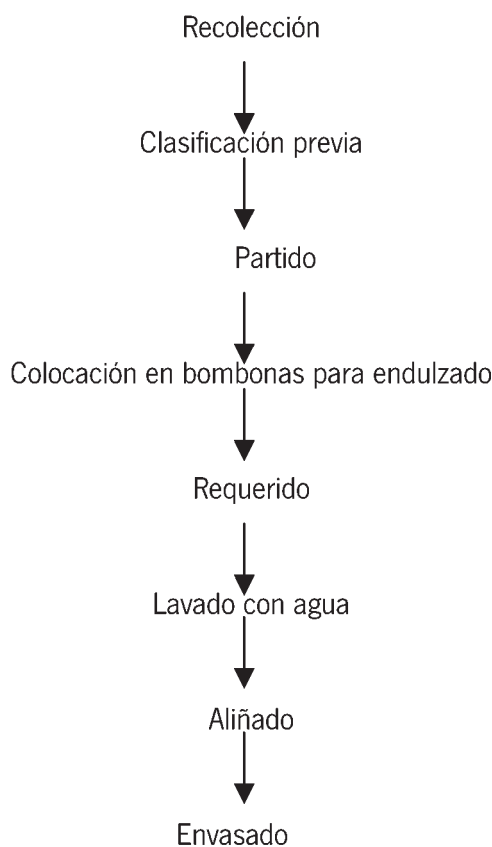 Recolección
Clasificación previa
Partido
Colocación en bombonas para endulzado
Requerido
Lavado con agua
Aliñado
Envasado